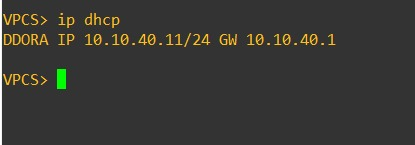 VPCS> ip dhcp
DDORA IP 10.10.40.11/24 GW 10.10.40.1
VPCS>